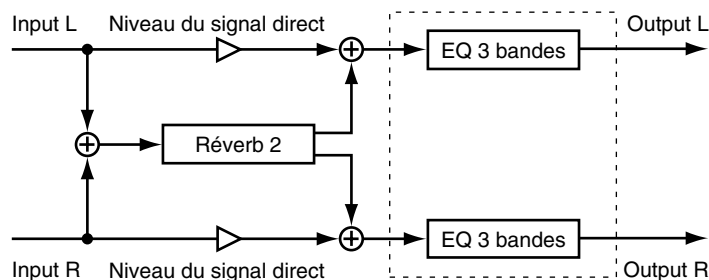 Input L
Niveau du signal direct
Output L
EQ 3 bandes
Réverb 2
EQ 3 bandes
Input R
Niveau du signal direct
Output R